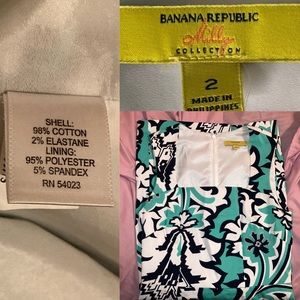 SHELL:
98% COTTON
2% ELASTANE
LINING:
95% POLYESTER
5% SPANDEX
RN 54023
BANANA REPUBLIC
Milly
COLLECTION
2
MADE IN
PHILIPPINES